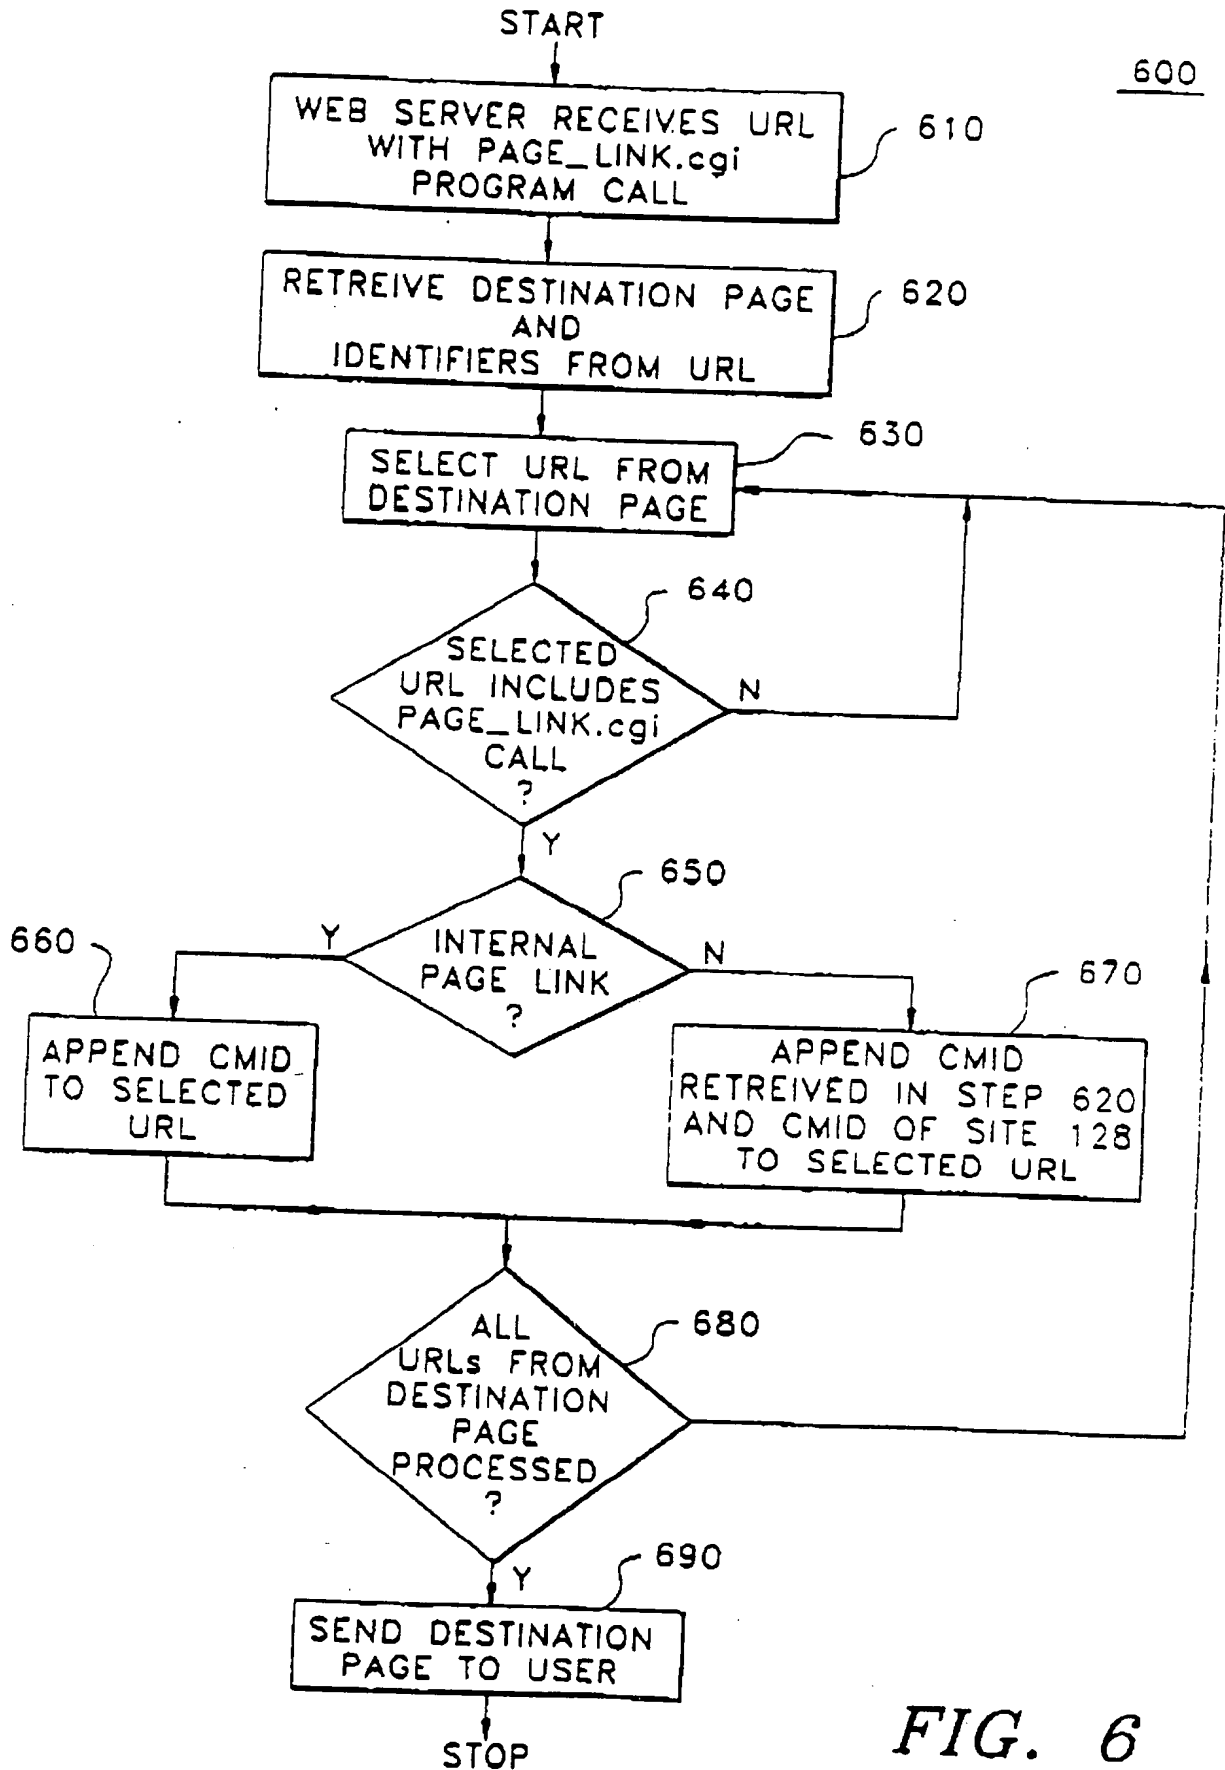 START
600
WEB SERVER RECEIVES URL
WITH PAGE_LINK.cgi
PROGRAM CALL
610
RETREIVE DESTINATION PAGE
AND
IDENTIFIERS FROM URL
620
SELECT URL FROM
DESTINATION PAGE
630
SELECTED
URL INCLUDES
PAGE_LINK.cgi
CALL
?
640
N
Y
INTERNAL
PAGE LINK
?
650
Y
N
660
APPEND CMID
TO SELECTED
URL
670
APPEND CMID
RETREIVED IN STEP 620
AND CMID OF SITE 128
TO SELECTED URL
ALL
URLs FROM
DESTINATION
PAGE
PROCESSED
?
680
Y
690
SEND DESTINATION
PAGE TO USER
STOP
FIG. 6